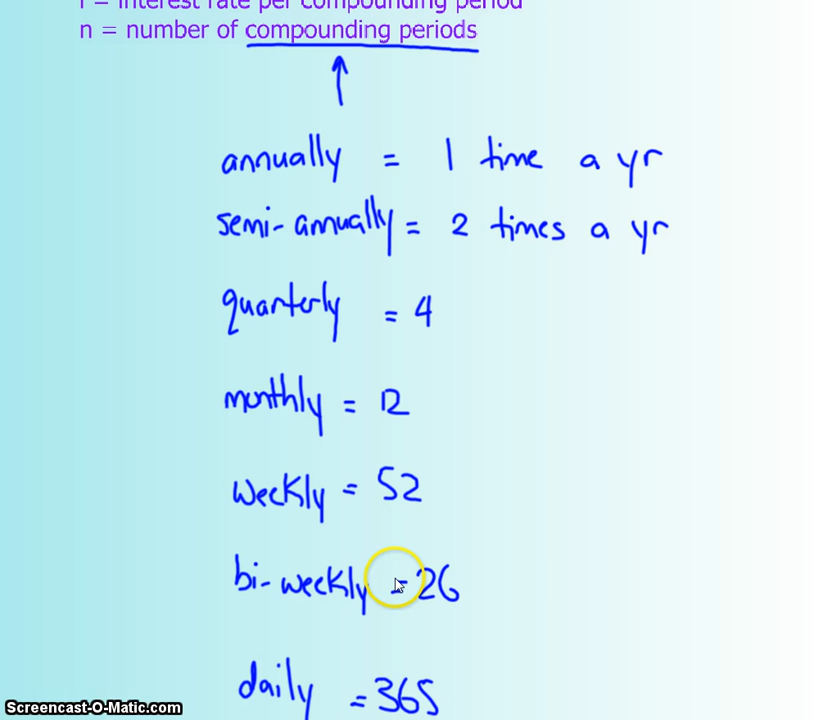 i = interest rate per compounding period
n = number of compounding periods
annually = 1 time a yr
semi-annually = 2 times a yr
quarterly = 4
monthly = 12
weekly = 52
bi-weekly = 26
daily = 365
Screencast-O-Matic.com